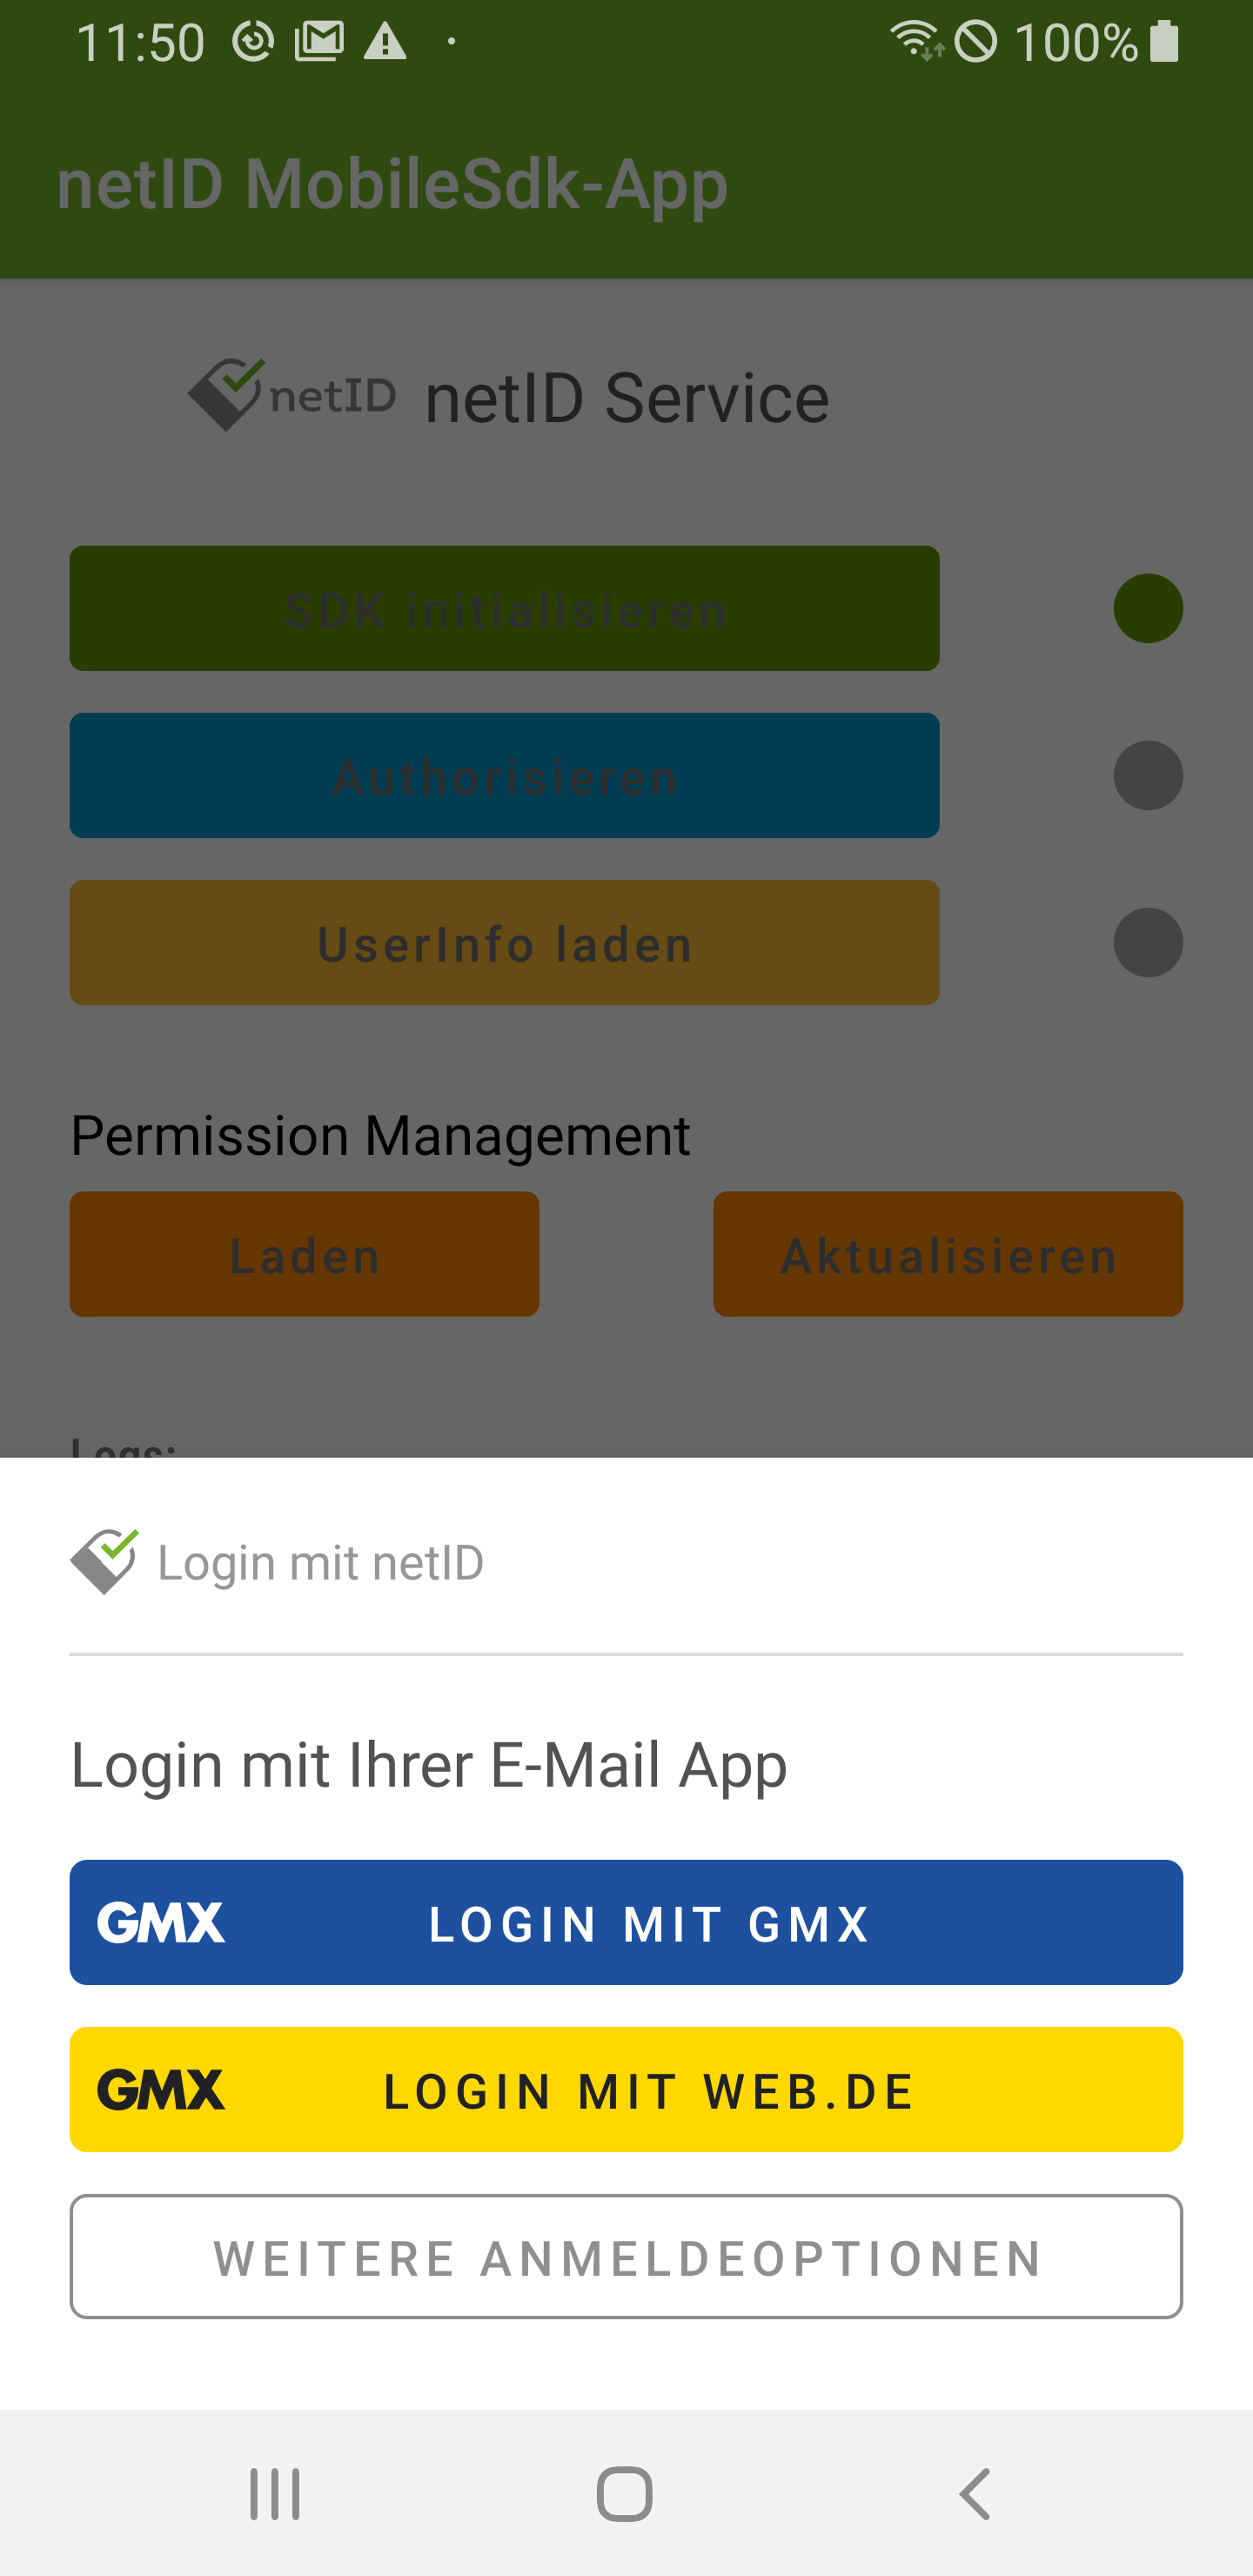 11:50
100%
netID MobileSdk-App
netID netID Service
SDK initialisieren
Authorisieren
UserInfo laden
Permission Management
Laden Aktualisieren
Logs:
Login mit netID
Login mit Ihrer E-Mail App
GMX LOGIN MIT GMX
GMX LOGIN MIT WEB.DE
WEITERE ANMELDEOPTIONEN